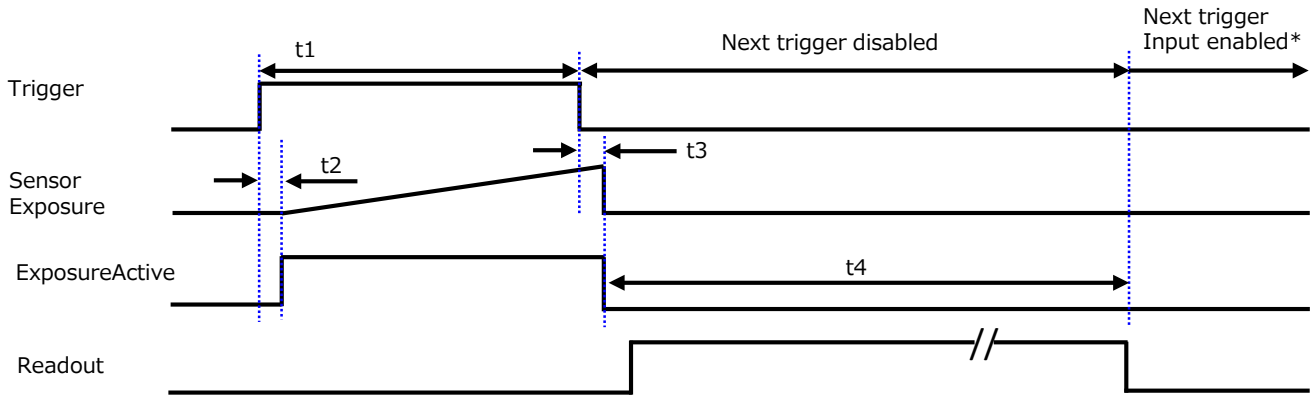 Next trigger
Input enabled*
t1
Next trigger disabled
Trigger
t2
t3
Sensor
Exposure
ExposureActive
t4
Readout